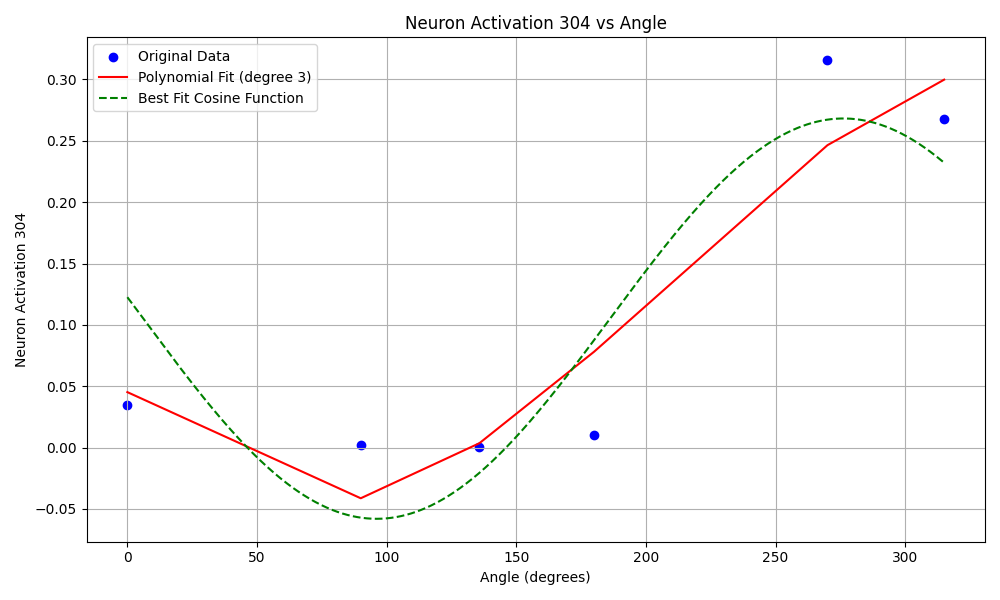 Neuron Activation 304 vs Angle
Original Data
Polynomial Fit (degree 3)
Best Fit Cosine Function
0.30
0.25
0.20
0.15
0.10
0.05
0.00
−0.05
Neuron Activation 304
0 50 100 150 200 250 300
Angle (degrees)